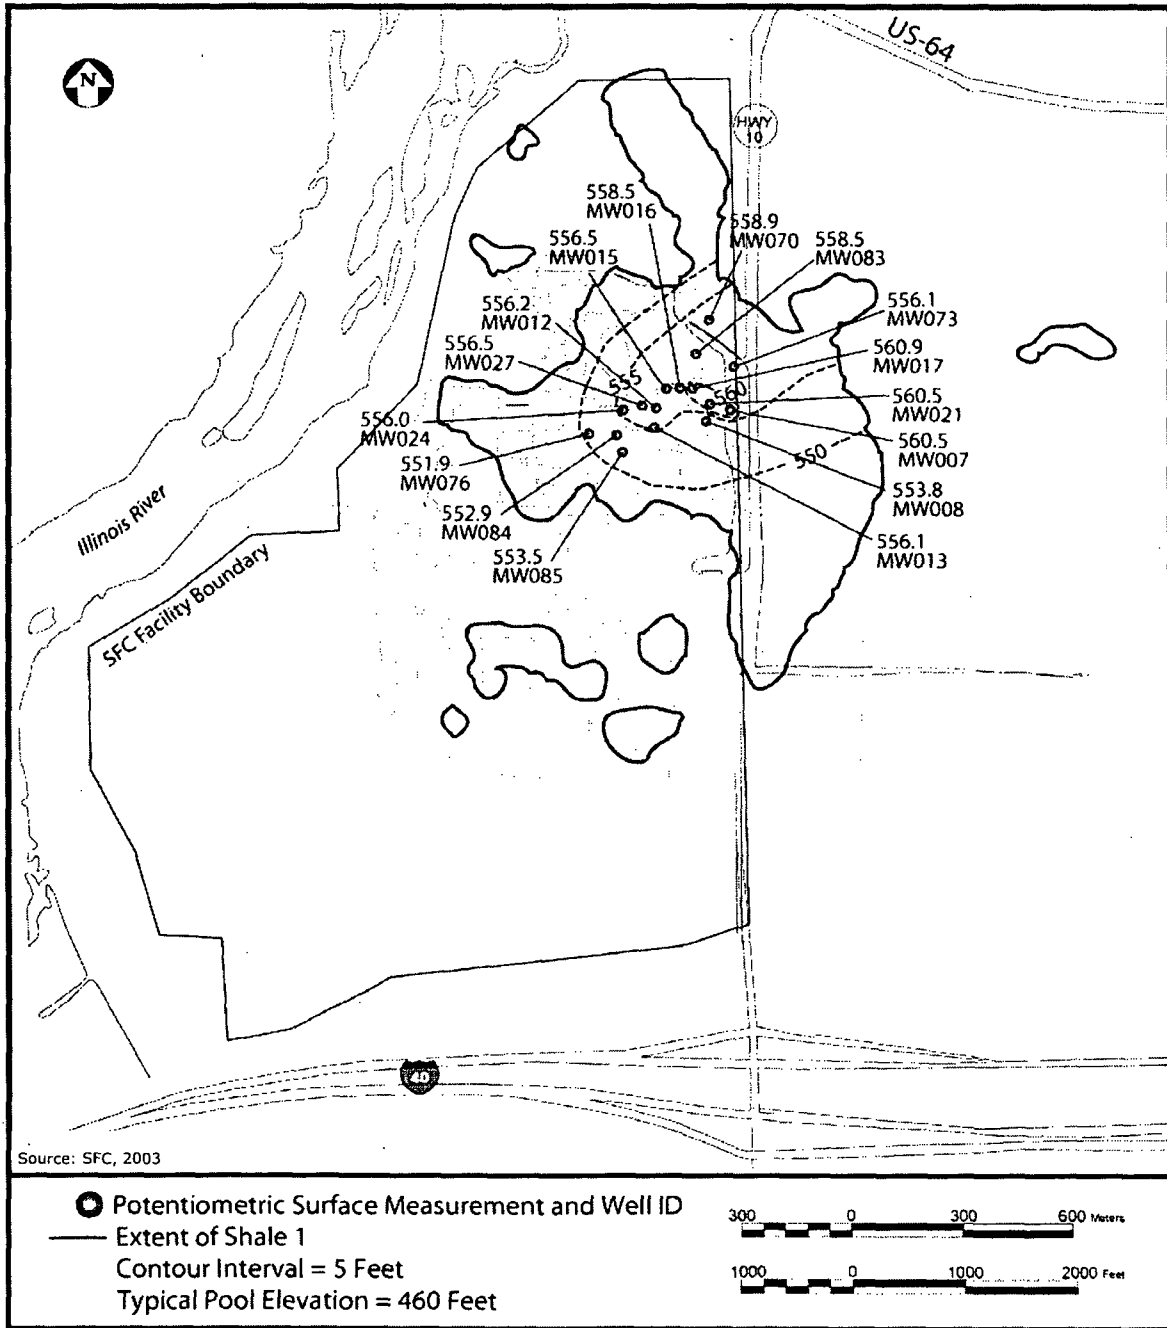 US-64
N
HWY
10
558.5
MW016
558.9
MW070
558.5
MW083
556.5
MW015
556.2
MW012
556.1
MW073
556.5
MW027
560.9
MW017
555
560
560.5
MW021
556.0
MW024
560.5
MW007
550
551.9
MW076
553.8
MW008
552.9
MW084
556.1
MW013
553.5
MW085
Illinois River
SFC Facility Boundary
40
Source: SFC, 2003
Potentiometric Surface Measurement and Well ID
Extent of Shale 1
Contour Interval = 5 Feet
Typical Pool Elevation = 460 Feet
300 0 300 600 Meters
1000 0 1000 2000 Feet